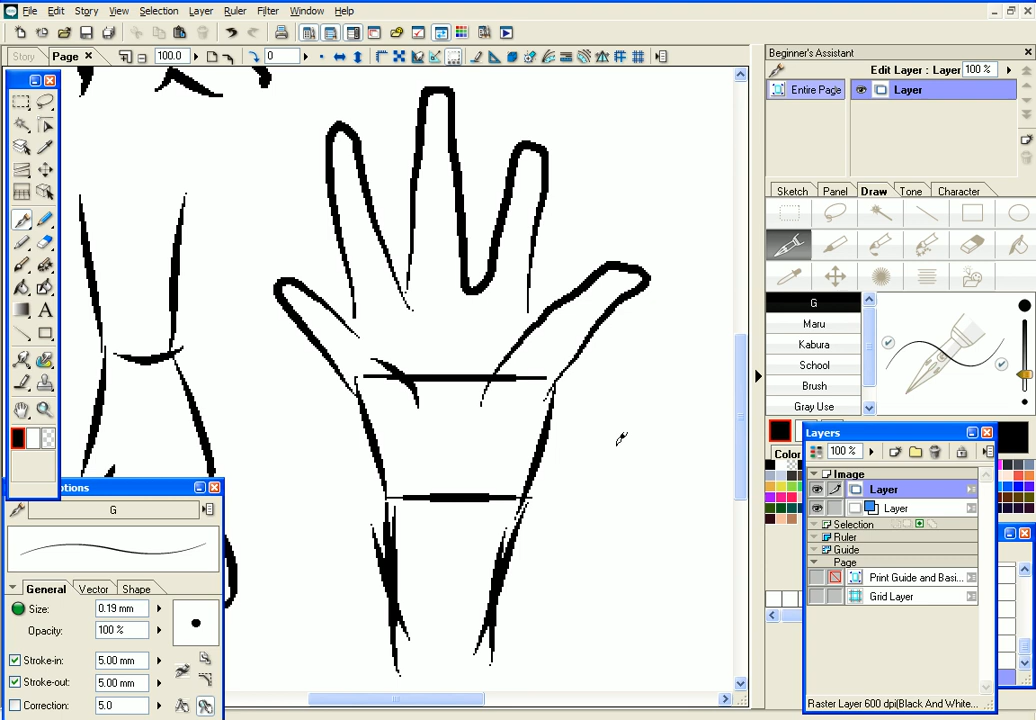 File Edit Story View Selection Layer Ruler Filter Window Help
Story Page 100.0 0
Beginner's Assistant
Edit Layer : Layer 100 %
Entire Page Layer
Sketch Panel Draw Tone Character
G
Maru
Kabura
School
Brush
Gray Use
Layers
100 %
Image
Layer
Layer
Selection
Ruler
Guide
Page
Print Guide and Basi...
Grid Layer
Raster Layer 600 dpi(Black And White...
G
General Vector Shape
Size: 0.19 mm
Opacity: 100 %
Stroke-in: 5.00 mm
Stroke-out: 5.00 mm
Correction: 5.0